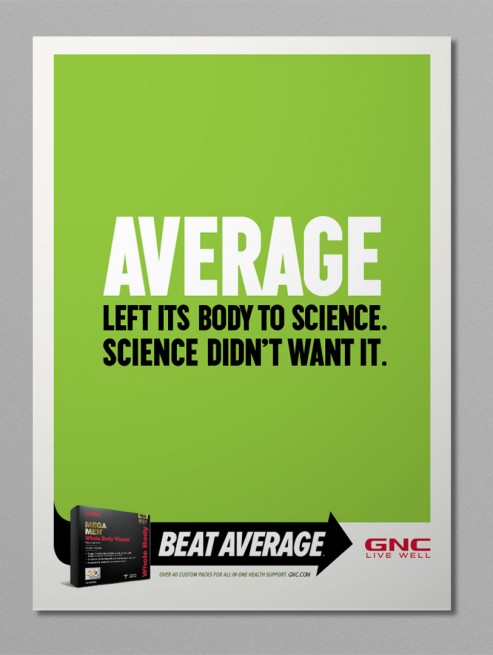 AVERAGE
LEFT ITS BODY TO SCIENCE.
SCIENCE DIDN'T WANT IT.
GNC
MEGA
MEN
Whole Body Vitapak
Whole Body
BEAT AVERAGE.
OVER 40 CUSTOM PACKS FOR ALL-IN-ONE HEALTH SUPPORT. GNC.COM
GNC
LIVE WELL